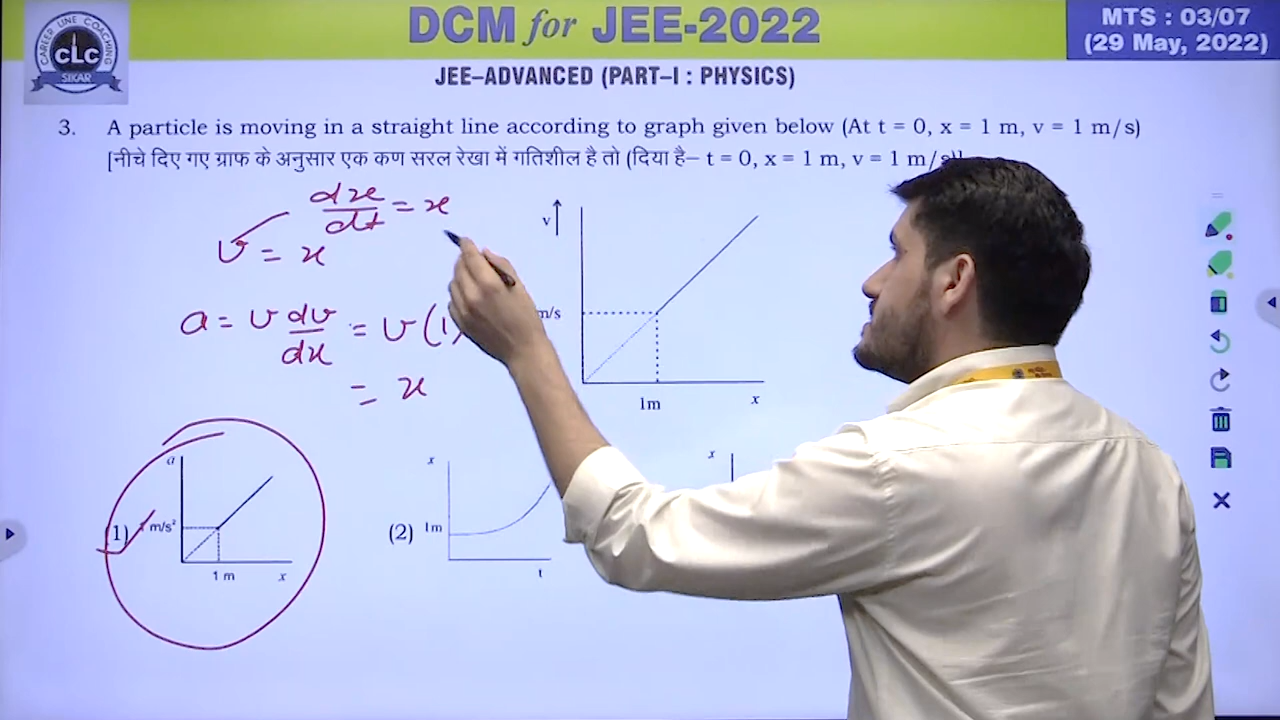 DCM for JEE-2022
MTS : 03/07
(29 May, 2022)
CAREER LINE COACHING
CLC
SIKAR
JEE–ADVANCED (PART–I : PHYSICS)
3. A particle is moving in a straight line according to graph given below (At t = 0, x = 1 m, v = 1 m/s)
[नीचे दिए गए ग्राफ के अनुसार एक कण सरल रेखा में गतिशील है तो (दिया है– t = 0, x = 1 m, v = 1 m/s)]
dx/dt = x
v = x
a = v dv/dx = v(1)
= x
v
m/s
1m
x
(1)
a
m/s²
1 m
x
(2)
x
1m
t
x